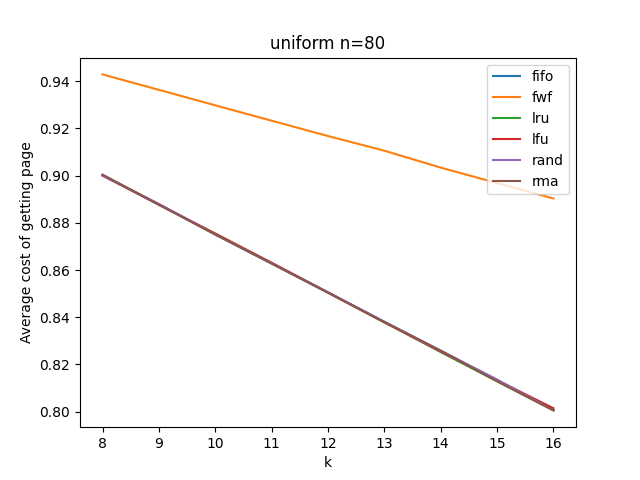 uniform n=80
Average cost of getting page
0.94
0.92
0.90
0.88
0.86
0.84
0.82
0.80
fifo
fwf
lru
lfu
rand
rma
8 9 10 11 12 13 14 15 16
k